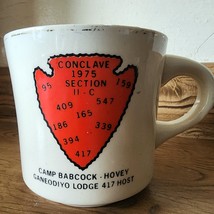 CONCLAVE
1975
95 SECTION 159
II-C
409 547
165
186 339
394
417
CAMP BABCOCK - HOVEY
GANEODIYO LODGE 417 HOST